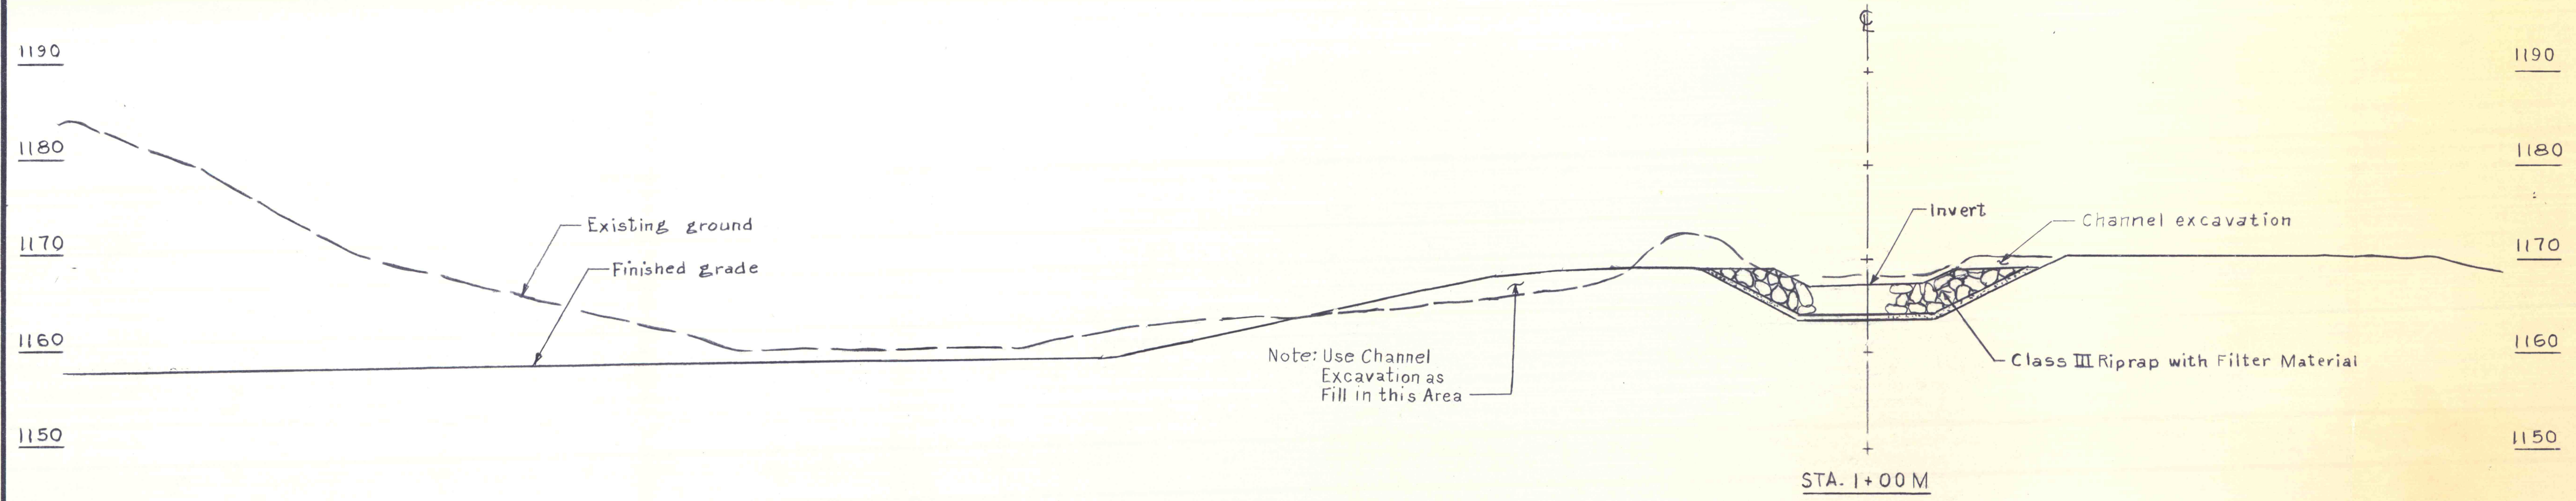 ℄
1190
1190
1180
1180
Invert
Channel excavation
Existing ground
1170
1170
Finished grade
1160
1160
Note: Use Channel
Excavation as
Fill in this Area
Class III Riprap with Filter Material
1150
1150
STA. 1+00 M